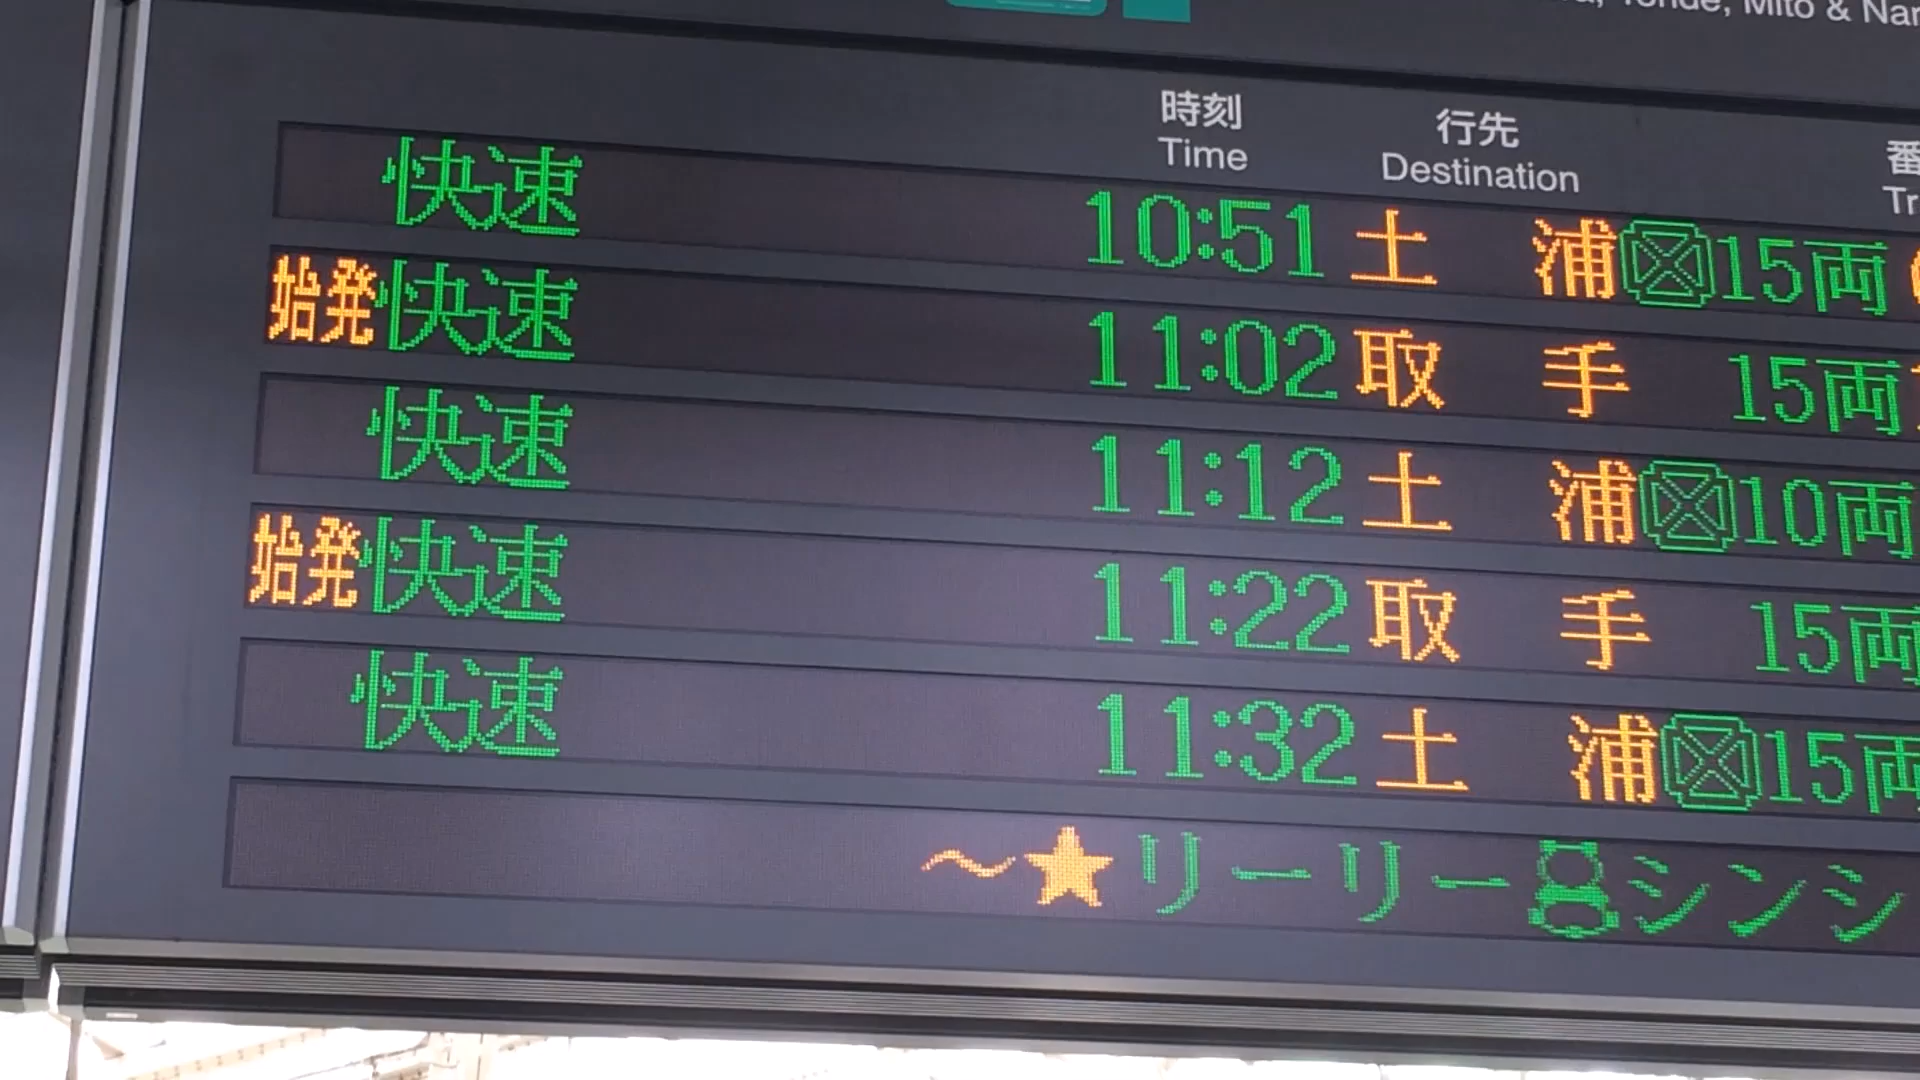 Mito & Nar
時刻 行先 番
Time Destination Tr
快速 10:51 土 浦 15両
始発快速 11:02 取 手 15両
快速 11:12 土 浦 10両
始発快速 11:22 取 手 15両
快速 11:32 土 浦 15両
～★リーリー シンシ